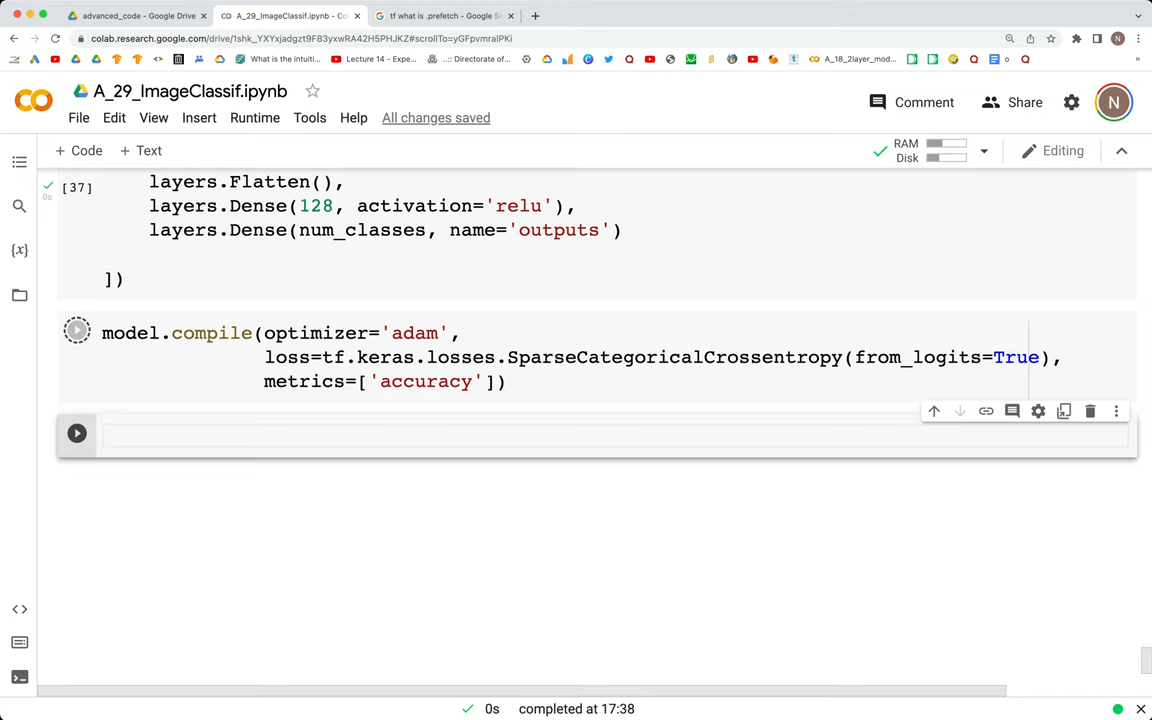 advanced_code - Google Drive
A_29_ImageClassif.ipynb - Co
tf what is .prefetch - Google Se
colab.research.google.com/drive/1shk_YXYxjadgzt9F83yxwRA42H5PHJKZ#scrollTo=yGFpvmraIPKi
N
What is the intuiti...
Lecture 14 - Expe...
..:: Directorate of...
A_18_2layer_mod...
»
CO A_29_ImageClassif.ipynb
Comment
Share
N
File Edit View Insert Runtime Tools Help All changes saved
+ Code + Text
RAM
Disk
Editing
[37]
0s
layers.Flatten(),
layers.Dense(128, activation='relu'),
layers.Dense(num_classes, name='outputs')
])
{x}
model.compile(optimizer='adam',
loss=tf.keras.losses.SparseCategoricalCrossentropy(from_logits=True),
metrics=['accuracy'])
<>
0s completed at 17:38